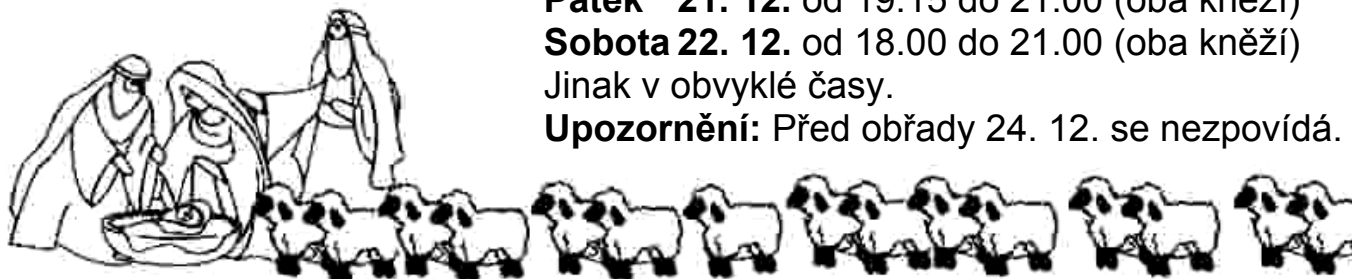 Pátek 21. 12. od 19.15 do 21.00 (oba kněží)
Sobota 22. 12. od 18.00 do 21.00 (oba kněží)
Jinak v obvyklé časy.
Upozornění: Před obřady 24. 12. se nezpovídá.